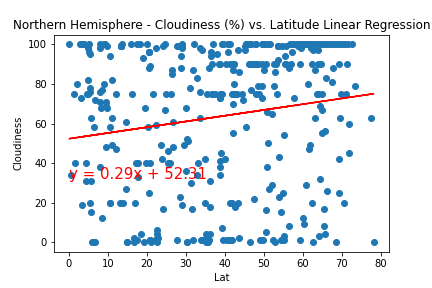 Northern Hemisphere - Cloudiness (%) vs. Latitude Linear Regression
100
80
60
40
20
0
Cloudiness
y = 0.29x + 52.31
0 10 20 30 40 50 60 70 80
Lat